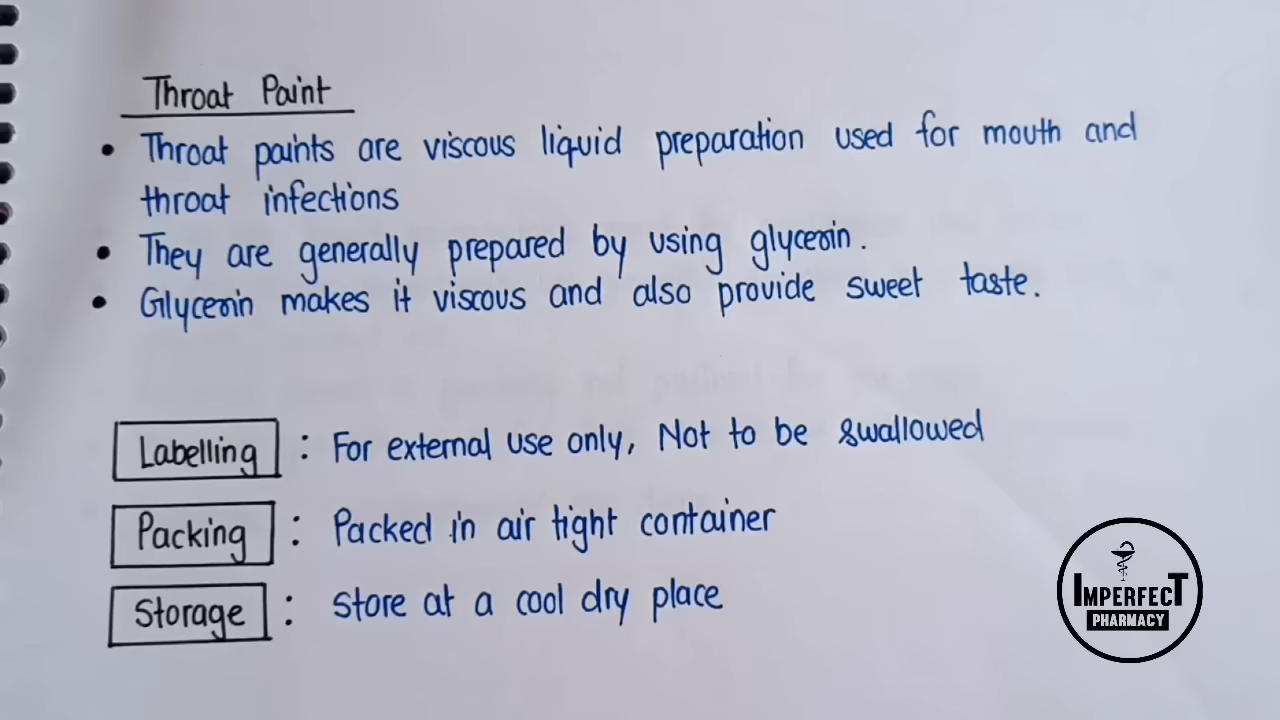 Throat Paint
• Throat paints are viscous liquid preparation used for mouth and
throat infections
• They are generally prepared by using glycerin.
• Glycerin makes it viscous and also provide sweet taste.
Labelling : For external use only, Not to be swallowed
Packing : Packed in air tight container
Storage : Store at a cool dry place
IMPERFECT
PHARMACY